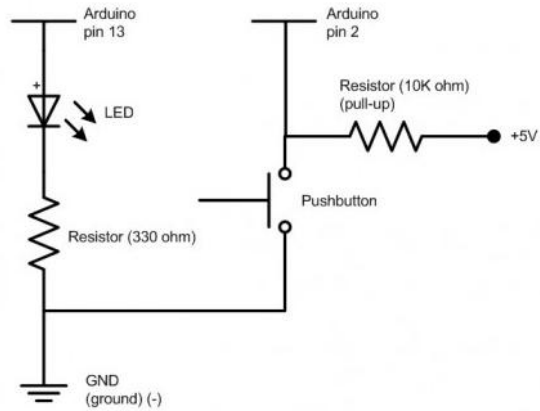 Arduino
pin 13
Arduino
pin 2
Resistor (10K ohm)
(pull-up)
+
LED
+5V
Pushbutton
Resistor (330 ohm)
GND
(ground) (-)